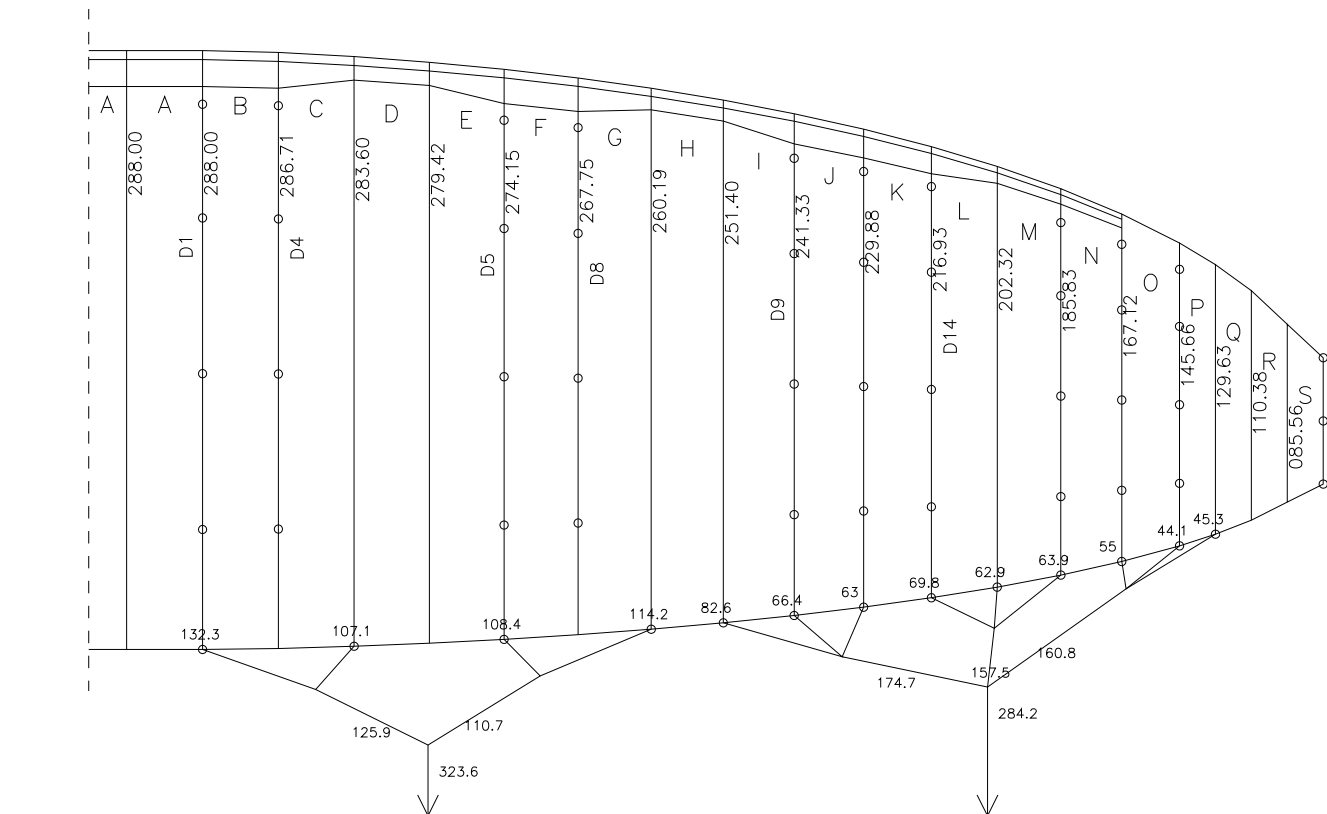 A
A
B
C
D
E
F
G
H
I
J
K
L
M
N
O
P
Q
R
S
288.00
288.00
286.71
283.60
279.42
274.15
267.75
260.19
251.40
241.33
229.88
216.93
202.32
185.83
167.12
145.66
129.63
110.38
085.56
D1
D4
D5
D8
D9
D14
132.3
107.1
108.4
114.2
82.6
66.4
63
69.8
62.9
63.9
55
44.1
45.3
125.9
110.7
174.7
157.5
160.8
323.6
284.2